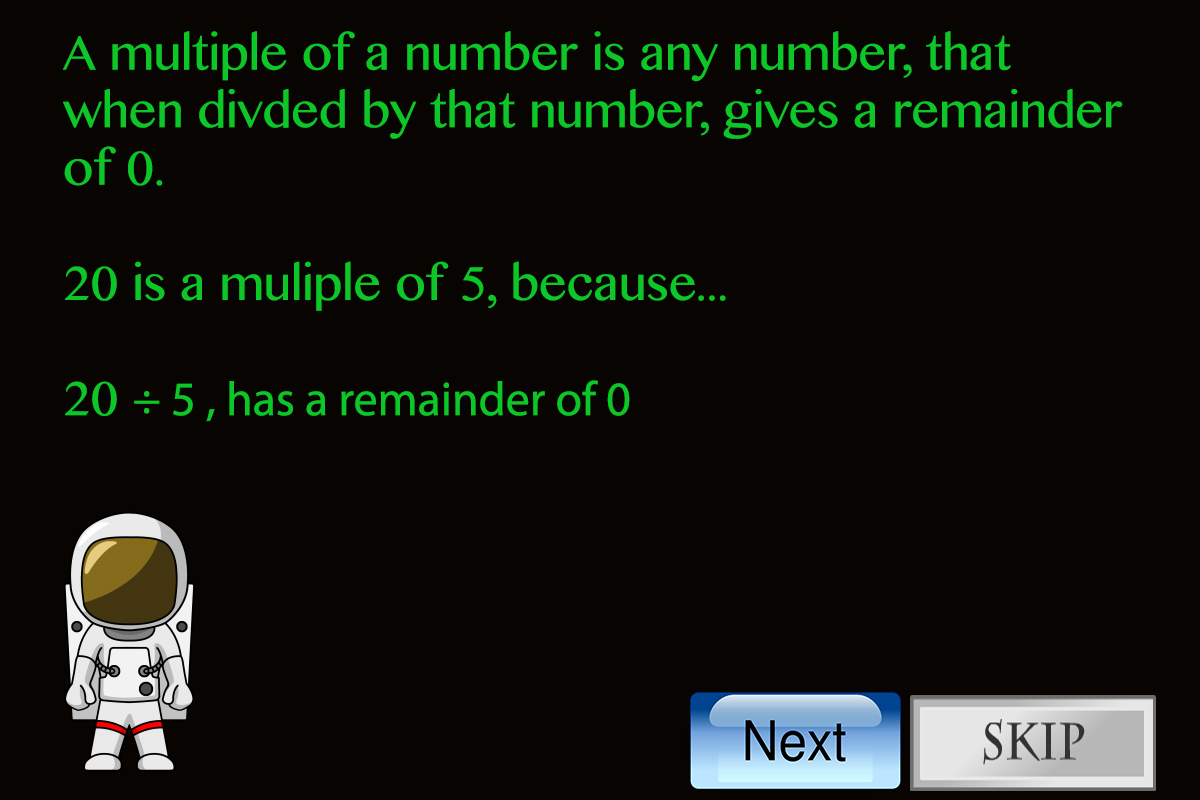 A multiple of a number is any number, that
when divded by that number, gives a remainder
of 0.
20 is a muliple of 5, because...
20 ÷ 5 , has a remainder of 0
Next
SKIP